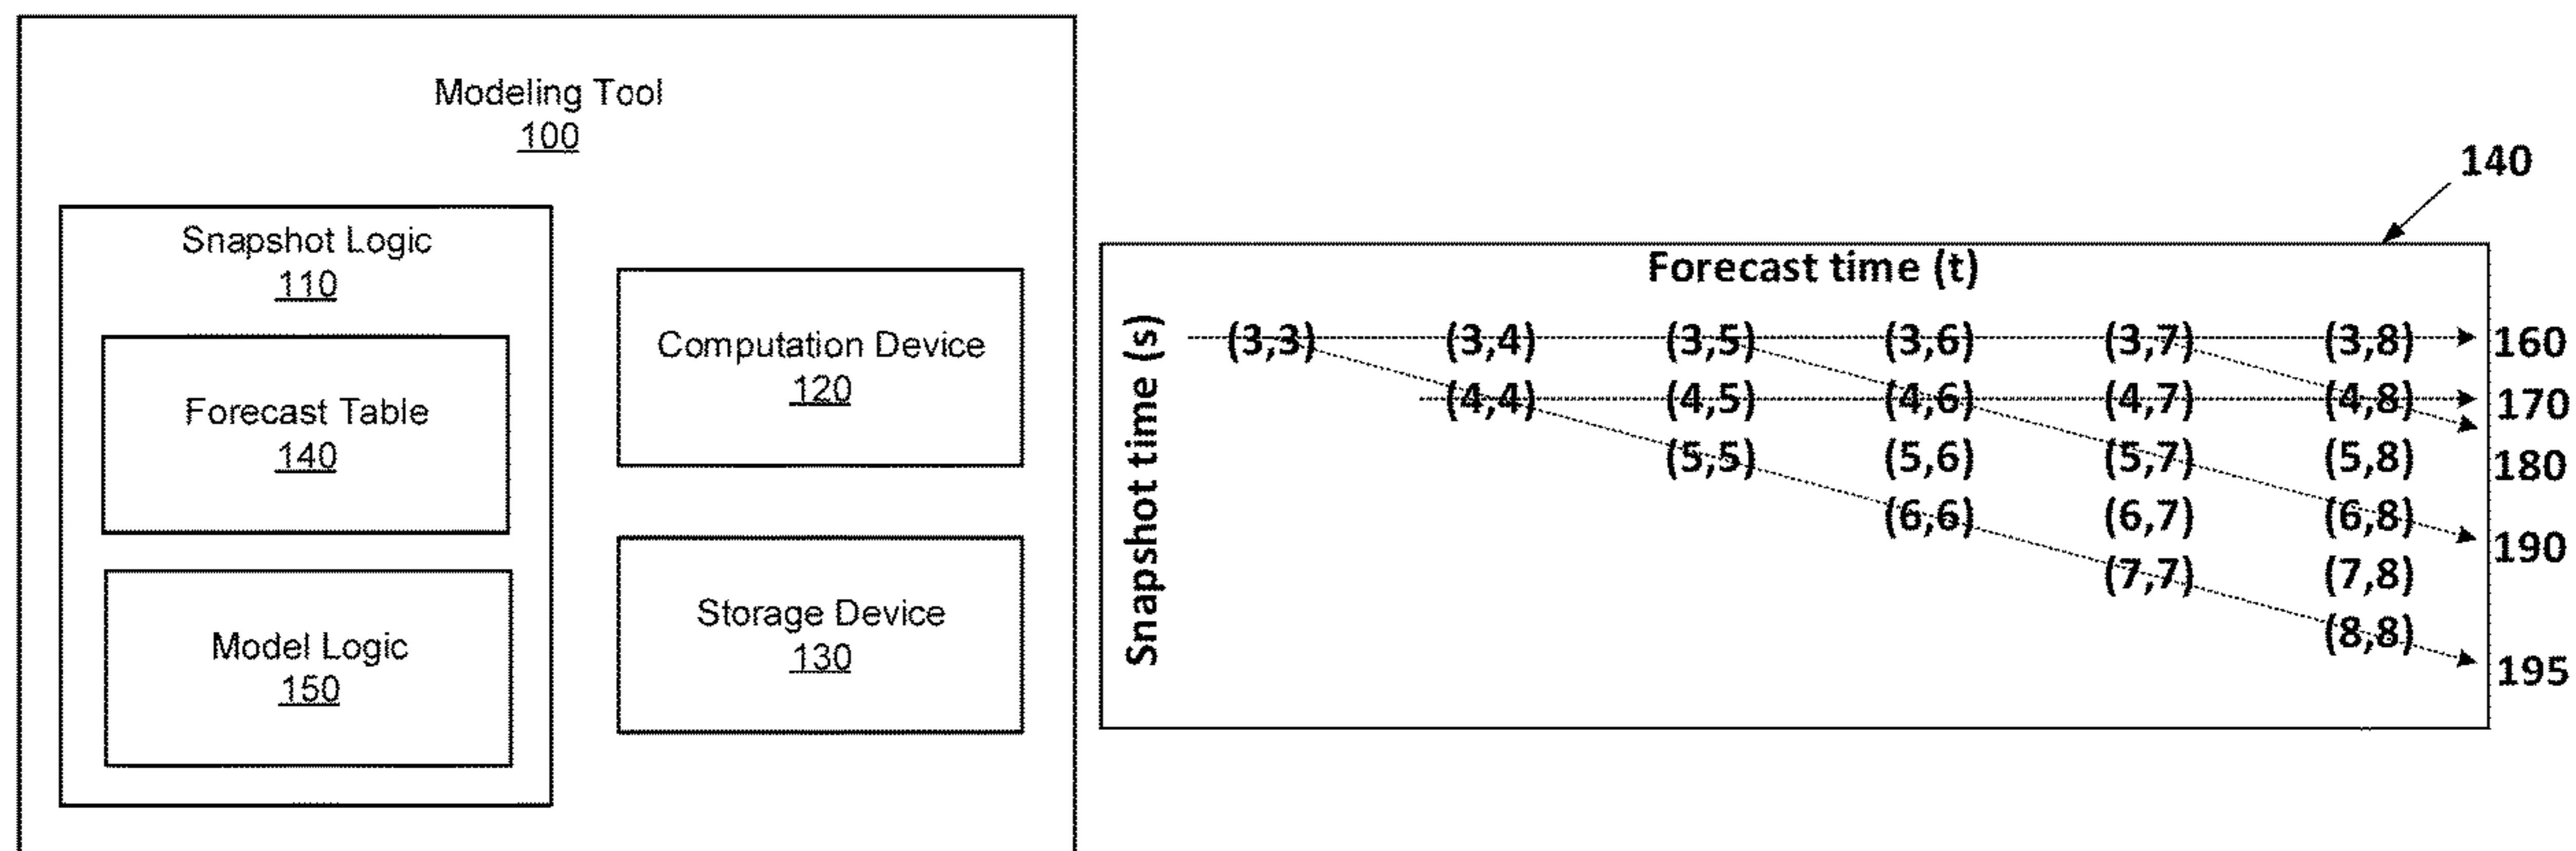 Modeling Tool
100
Snapshot Logic
110
Forecast Table
140
Model Logic
150
Computation Device
120
Storage Device
130
140
Forecast time (t)
Snapshot time (s)
(3,3) (3,4) (3,5) (3,6) (3,7) (3,8) 160
(4,4) (4,5) (4,6) (4,7) (4,8) 170
(5,5) (5,6) (5,7) (5,8) 180
(6,6) (6,7) (6,8) 190
(7,7) (7,8)
(8,8) 195